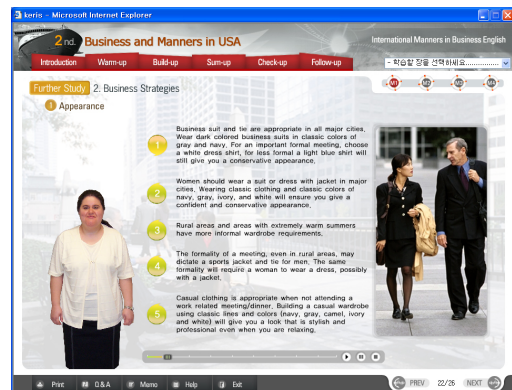 keris - Microsoft Internet Explorer
2 nd. Business and Manners in USA
International Manners in Business English
Introduction Warm-up Build-up Sum-up Check-up Follow-up
- 학습할 장을 선택하세요
Further Study 2. Business Strategies
M1 M2 M3 M4
1 Appearance
1
Business suit and tie are appropriate in all major cities.
Wear dark colored business suits in classic colors of
gray and navy. For an important formal meeting, choose
a white dress shirt, for less formal a light blue shirt will
still give you a conservative appearance.
2
Women should wear a suit or dress with jacket in major
cities. Wearing classic clothing and classic colors of
navy, gray, ivory, and white will ensure you give a
confident and conservative appearance.
3
Rural areas and areas with extremely warm summers
have more informal wardrobe requirements.
4
The formality of a meeting, even in rural areas, may
dictate a sports jacket and tie for men. The same
formality will require a woman to wear a dress, possibly
with a jacket.
5
Casual clothing is appropriate when not attending a
work related meeting/dinner. Building a casual wardrobe
using classic lines and colors (navy, gray, camel, ivory
and white) will give you a look that is stylish and
professional even when you are relaxing.
Print Q&A Memo Help Exit
PREV 22/26 NEXT